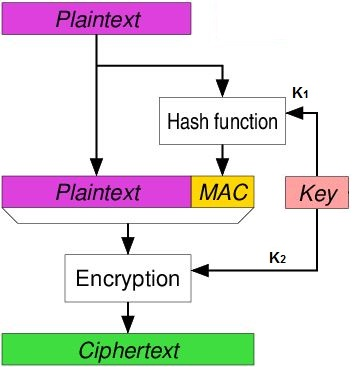 Plaintext
K1
Hash function
Plaintext
MAC
Key
K2
Encryption
Ciphertext